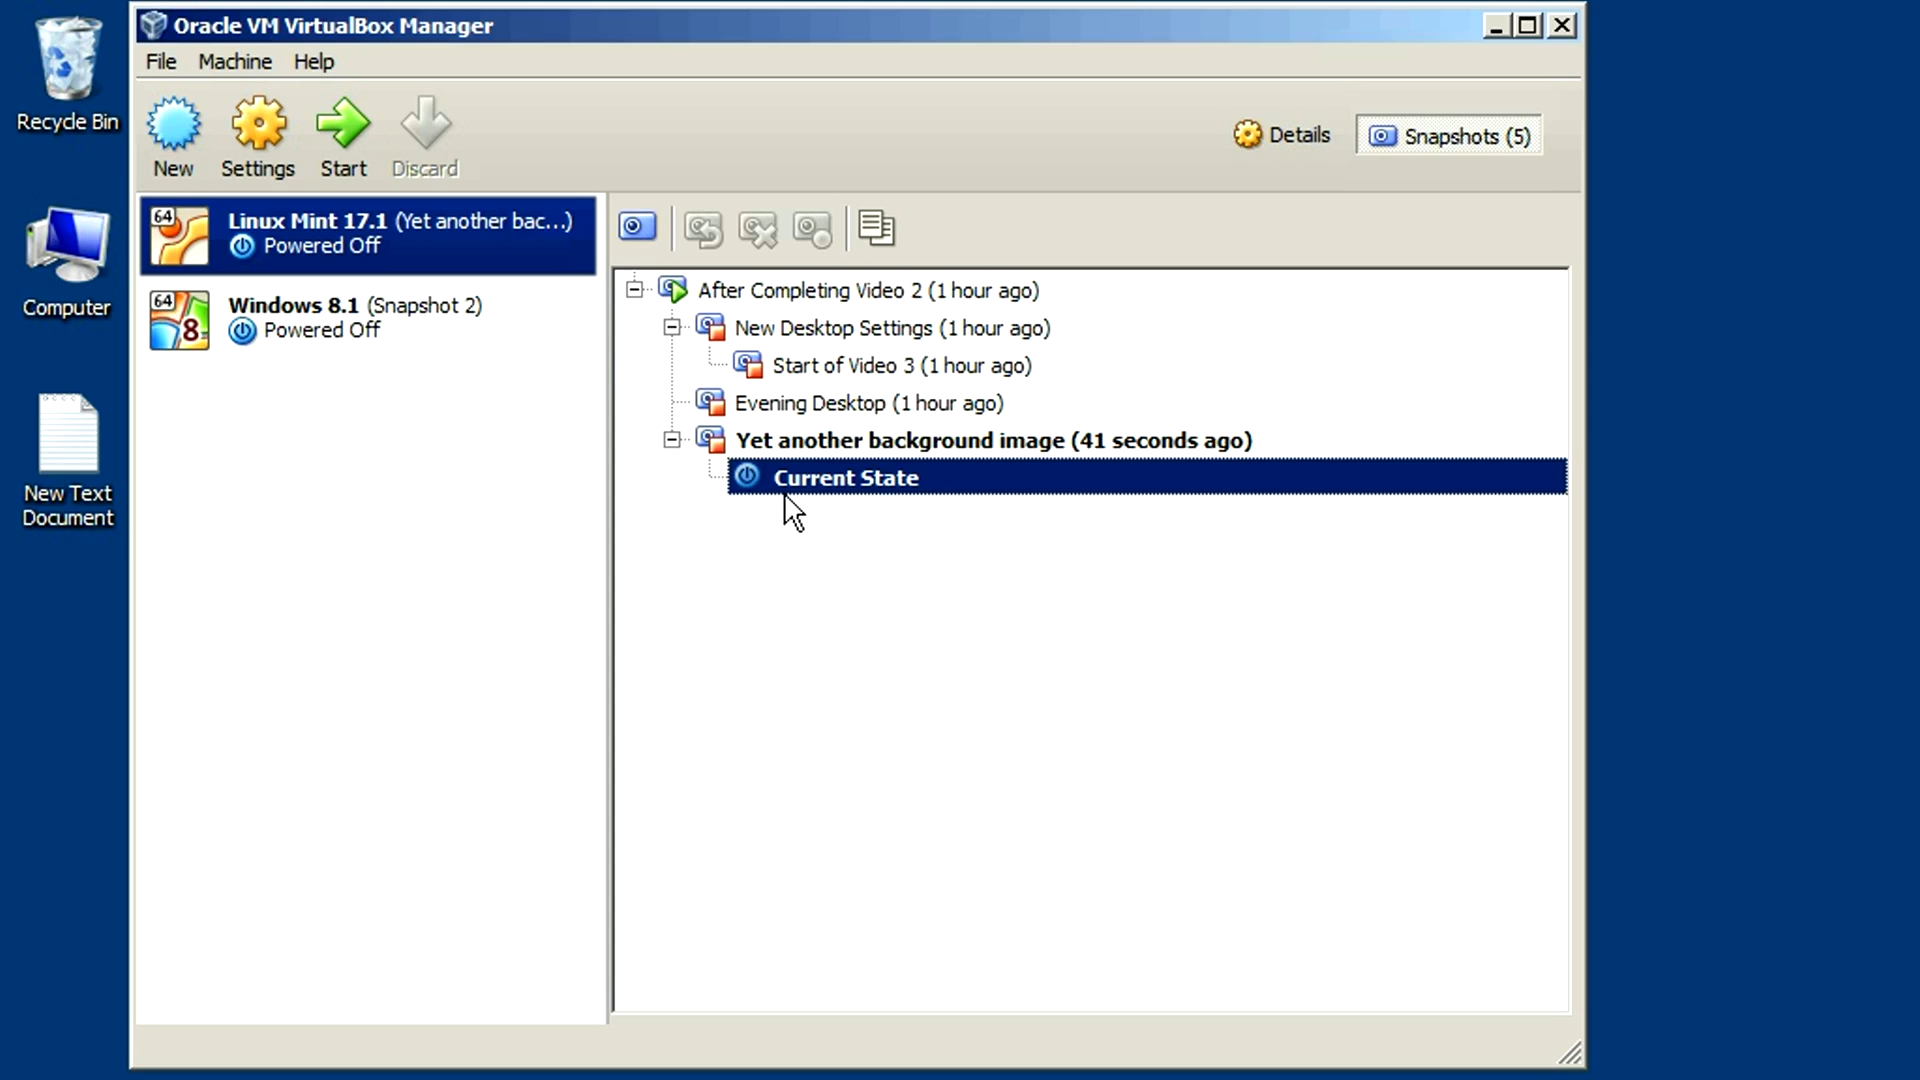 Recycle Bin
Computer
New Text
Document
Oracle VM VirtualBox Manager
File Machine Help
New Settings Start Discard
Details Snapshots (5)
64 Linux Mint 17.1 (Yet another bac...)
Powered Off
64 8 Windows 8.1 (Snapshot 2)
Powered Off
After Completing Video 2 (1 hour ago)
New Desktop Settings (1 hour ago)
Start of Video 3 (1 hour ago)
Evening Desktop (1 hour ago)
Yet another background image (41 seconds ago)
Current State